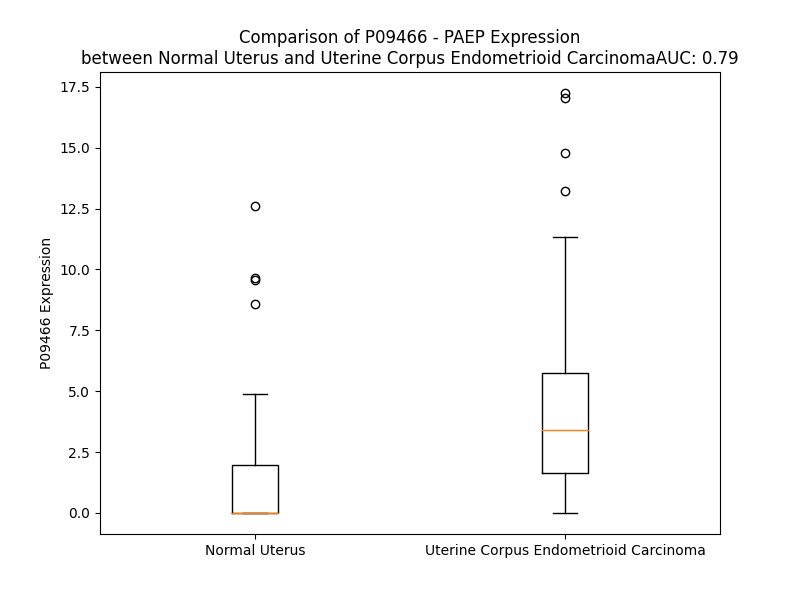 Comparison of P09466 - PAEP Expression
between Normal Uterus and Uterine Corpus Endometrioid CarcinomaAUC: 0.79
17.5
15.0
12.5
10.0
7.5
5.0
2.5
0.0
P09466 Expression
Normal Uterus
Uterine Corpus Endometrioid Carcinoma